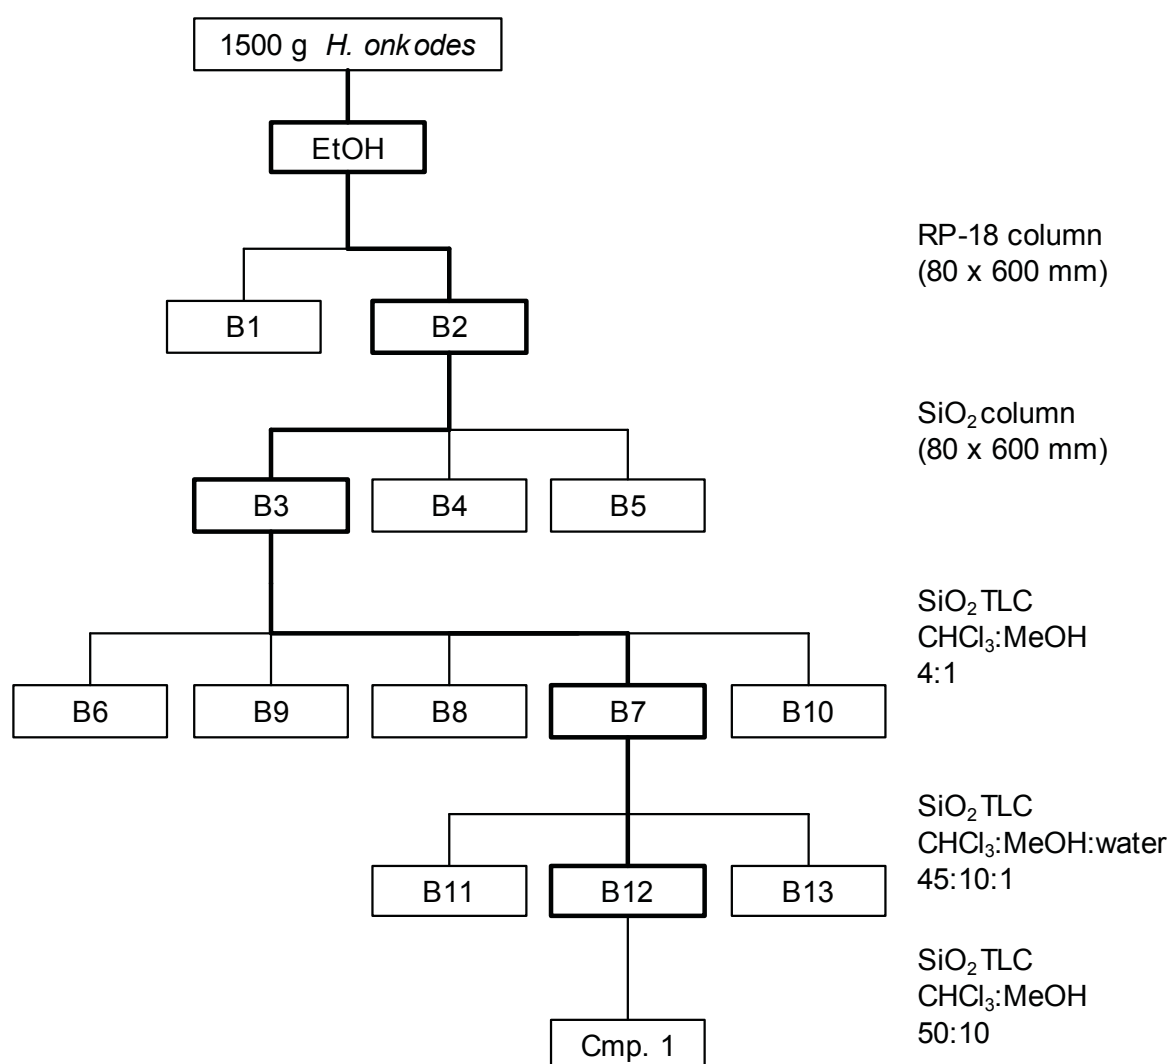 1500 g H. onkodes
EtOH
RP-18 column
(80 x 600 mm)
B1
B2
SiO₂ column
(80 x 600 mm)
B3
B4
B5
SiO₂ TLC
CHCl₃:MeOH
4:1
B6
B9
B8
B7
B10
SiO₂ TLC
CHCl₃:MeOH:water
45:10:1
B11
B12
B13
SiO₂ TLC
CHCl₃:MeOH
50:10
Cmp. 1